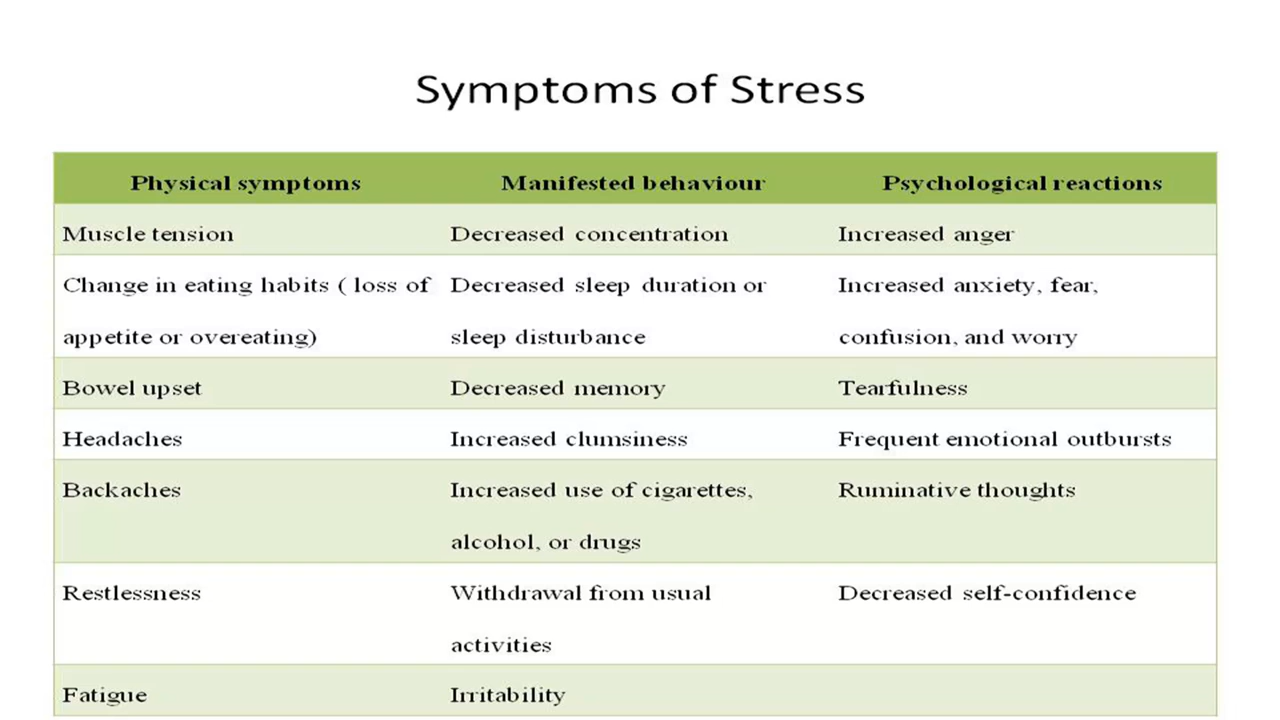 Symptoms of Stress
Physical symptoms Manifested behaviour Psychological reactions
Muscle tension Decreased concentration Increased anger
Change in eating habits ( loss of Decreased sleep duration or Increased anxiety, fear,
appetite or overeating) sleep disturbance confusion, and worry
Bowel upset Decreased memory Tearfulness
Headaches Increased clumsiness Frequent emotional outbursts
Backaches Increased use of cigarettes, Ruminative thoughts
alcohol, or drugs
Restlessness Withdrawal from usual Decreased self-confidence
activities
Fatigue Irritability